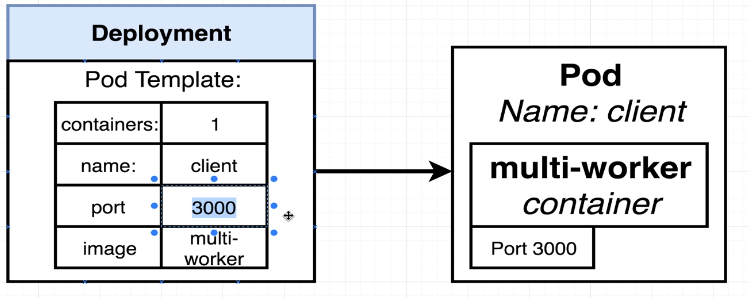 Deployment
Pod Template:
containers: 1
name: client
port 3000
image multi-
worker
Pod
Name: client
multi-worker
container
Port 3000